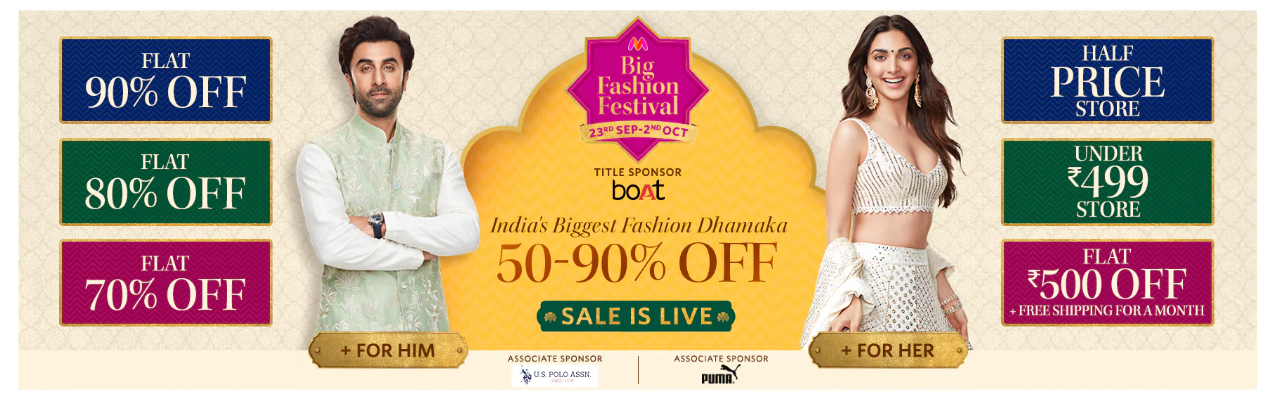 FLAT
90% OFF
FLAT
80% OFF
FLAT
70% OFF
+ FOR HIM
Big
Fashion
Festival
23RD SEP-2ND OCT
TITLE SPONSOR
boAt
India's Biggest Fashion Dhamaka
50-90% OFF
SALE IS LIVE
ASSOCIATE SPONSOR
U.S. POLO ASSN.
ASSOCIATE SPONSOR
PUMA
+ FOR HER
HALF
PRICE
STORE
UNDER
₹499
STORE
FLAT
₹500 OFF
+ FREE SHIPPING FOR A MONTH